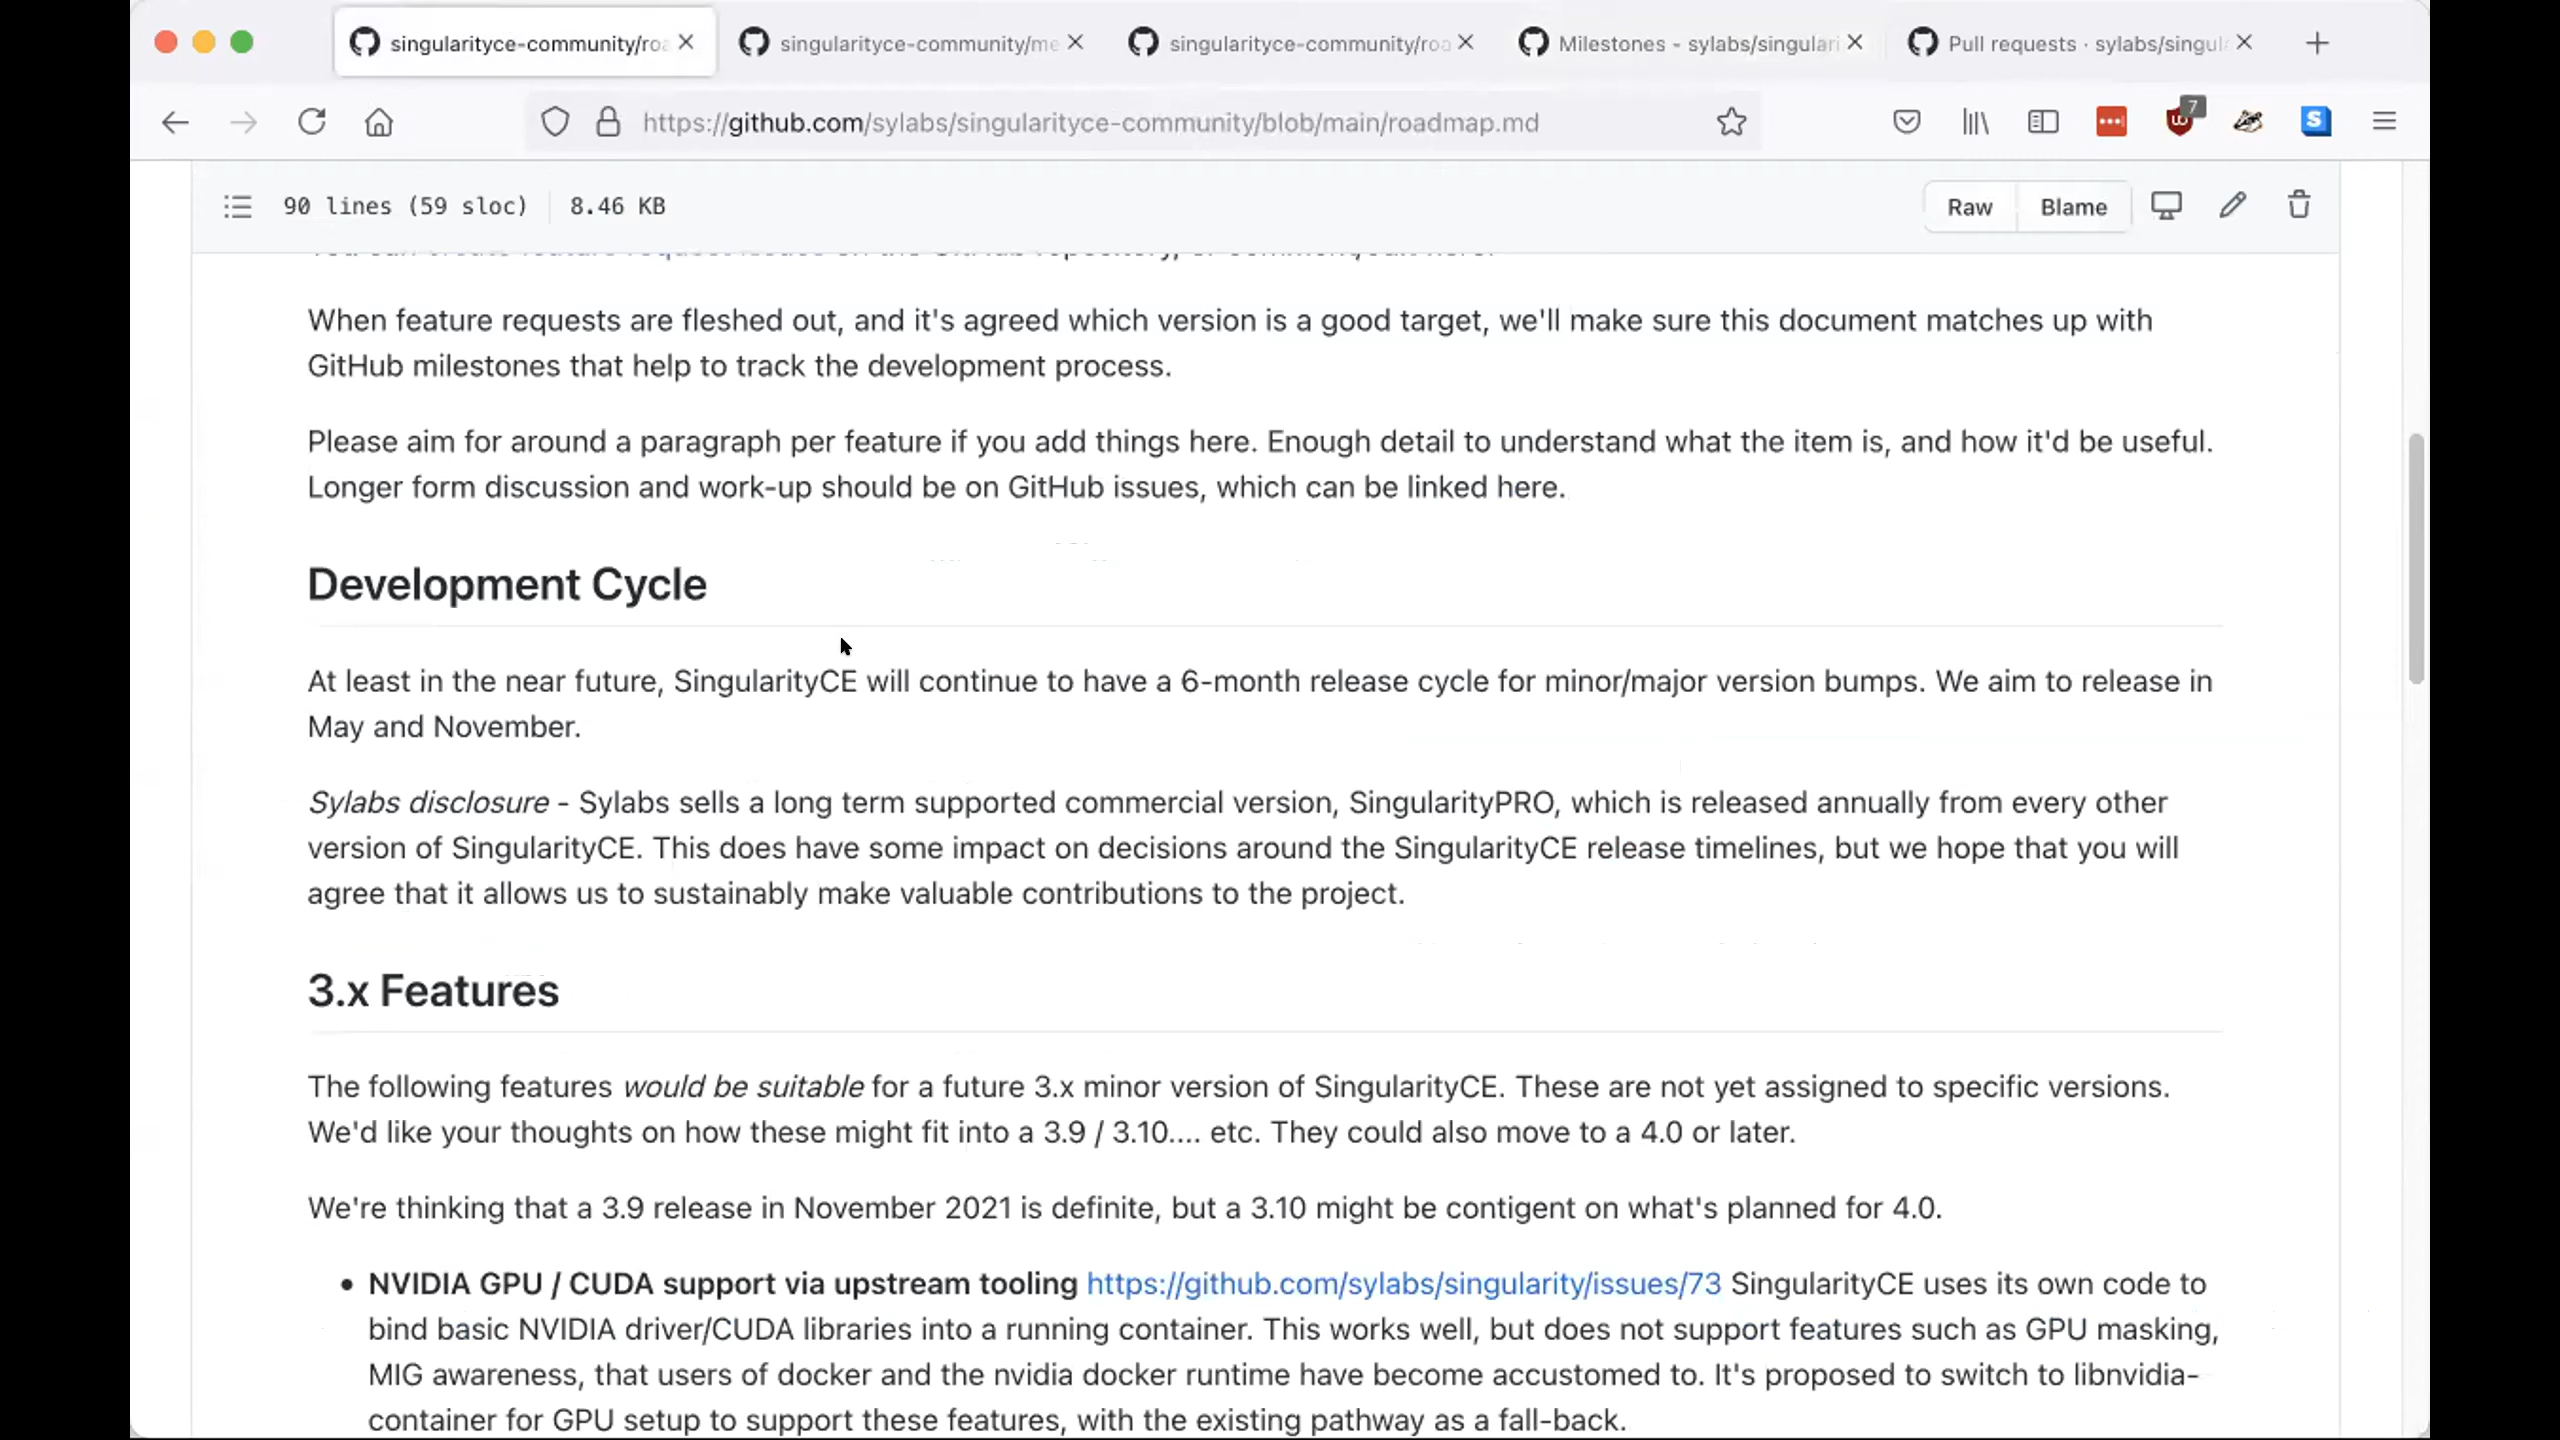 singularityce-community/roa
singularityce-community/me
singularityce-community/roa
Milestones - sylabs/singulari
Pull requests · sylabs/singul
https://github.com/sylabs/singularityce-community/blob/main/roadmap.md
7
S
90 lines (59 sloc)
8.46 KB
Raw
Blame
When feature requests are fleshed out, and it's agreed which version is a good target, we'll make sure this document matches up with
GitHub milestones that help to track the development process.
Please aim for around a paragraph per feature if you add things here. Enough detail to understand what the item is, and how it'd be useful.
Longer form discussion and work-up should be on GitHub issues, which can be linked here.
Development Cycle
At least in the near future, SingularityCE will continue to have a 6-month release cycle for minor/major version bumps. We aim to release in
May and November.
Sylabs disclosure - Sylabs sells a long term supported commercial version, SingularityPRO, which is released annually from every other
version of SingularityCE. This does have some impact on decisions around the SingularityCE release timelines, but we hope that you will
agree that it allows us to sustainably make valuable contributions to the project.
3.x Features
The following features would be suitable for a future 3.x minor version of SingularityCE. These are not yet assigned to specific versions.
We'd like your thoughts on how these might fit into a 3.9 / 3.10.... etc. They could also move to a 4.0 or later.
We're thinking that a 3.9 release in November 2021 is definite, but a 3.10 might be contigent on what's planned for 4.0.
• NVIDIA GPU / CUDA support via upstream tooling https://github.com/sylabs/singularity/issues/73 SingularityCE uses its own code to
bind basic NVIDIA driver/CUDA libraries into a running container. This works well, but does not support features such as GPU masking,
MIG awareness, that users of docker and the nvidia docker runtime have become accustomed to. It's proposed to switch to libnvidia-
container for GPU setup to support these features, with the existing pathway as a fall-back.